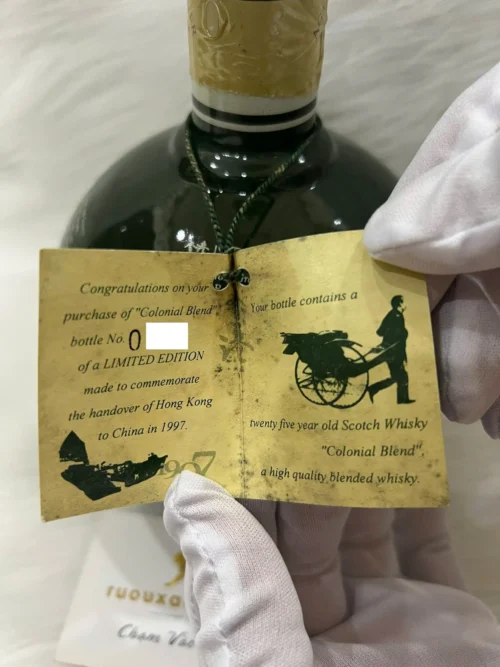 Congratulations on your
purchase of "Colonial Blend"
bottle No. 0
of a LIMITED EDITION
made to commemorate
the handover of Hong Kong
to China in 1997.
Your bottle contains a
twenty five year old Scotch Whisky
"Colonial Blend",
a high quality blended whisky.